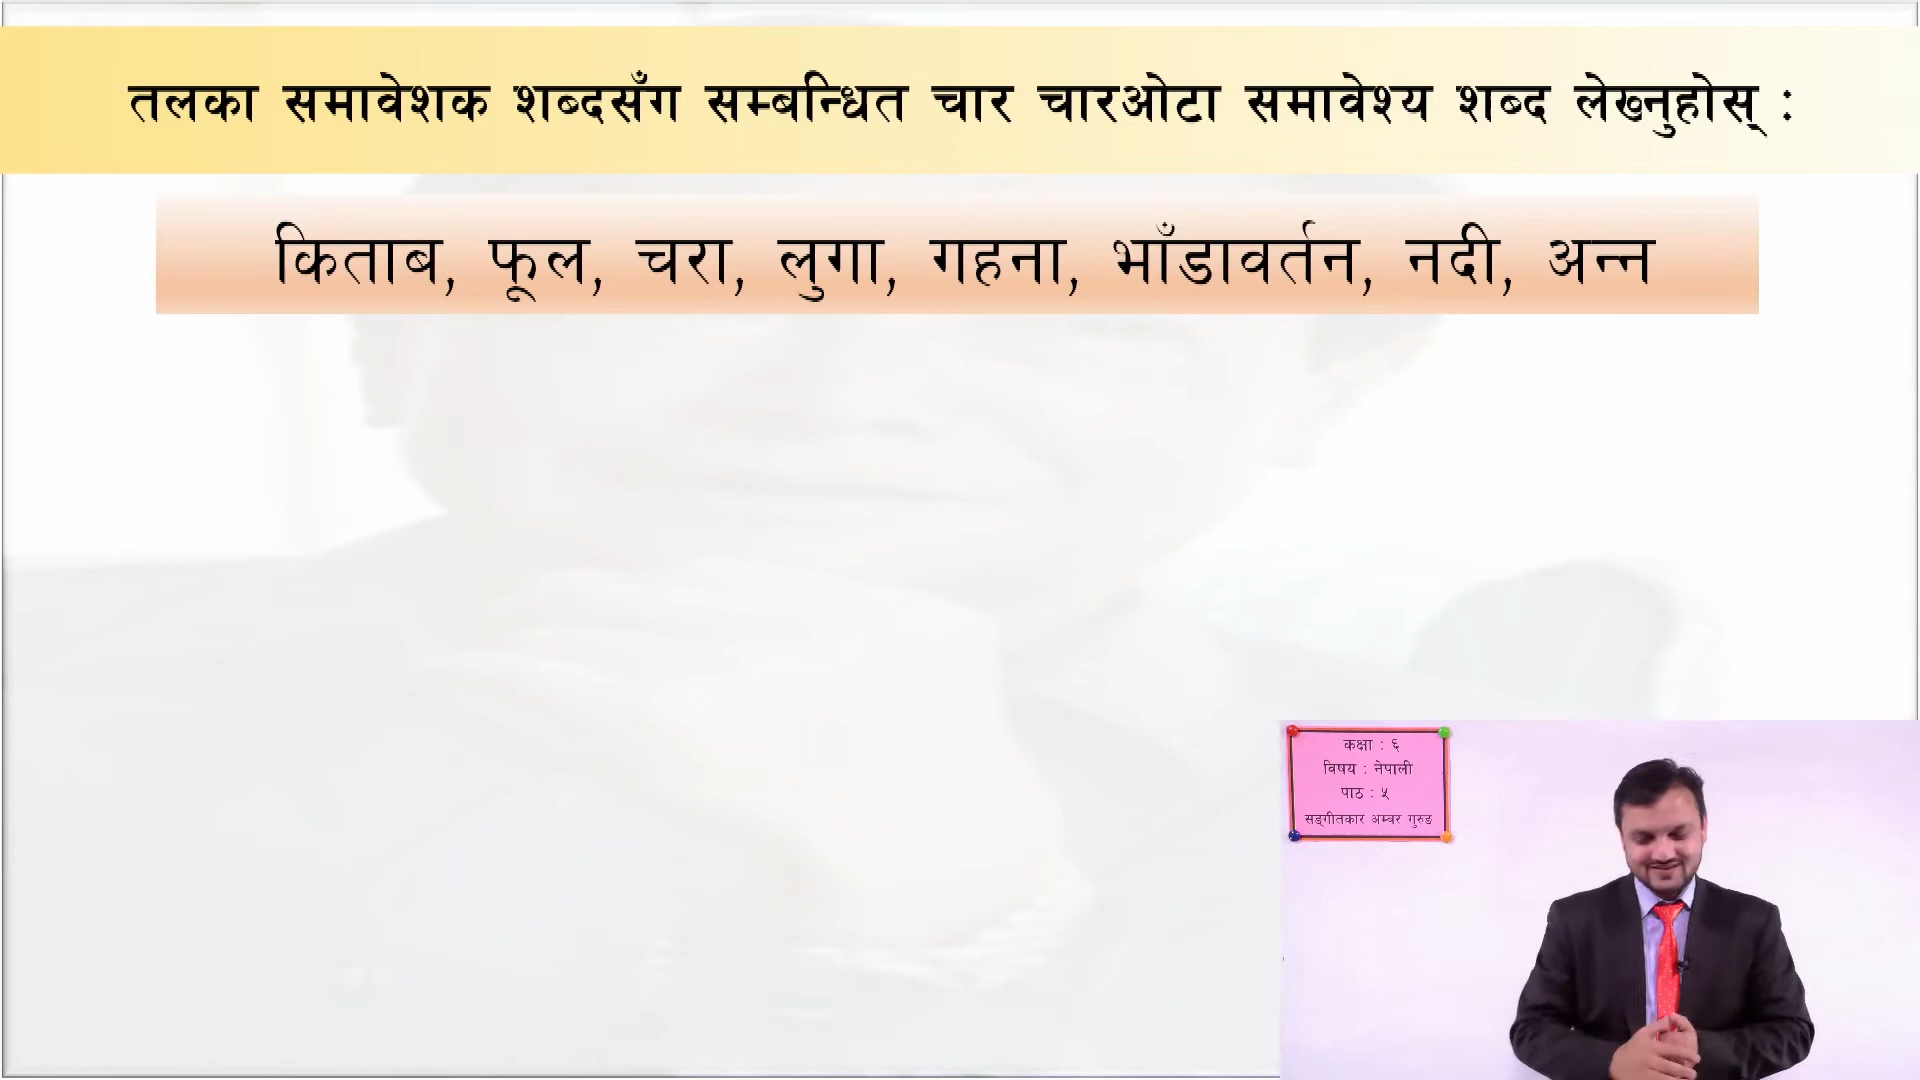 तलका समावेशक शब्दसँग सम्बन्धित चार चारओटा समावेश्य शब्द लेख्नुहोस् :
किताब, फूल, चरा, लुगा, गहना, भाँडावर्तन, नदी, अन्न
कक्षा : ६
विषय : नेपाली
पाठ : ५
सङ्गीतकार अम्बर गुरुङ